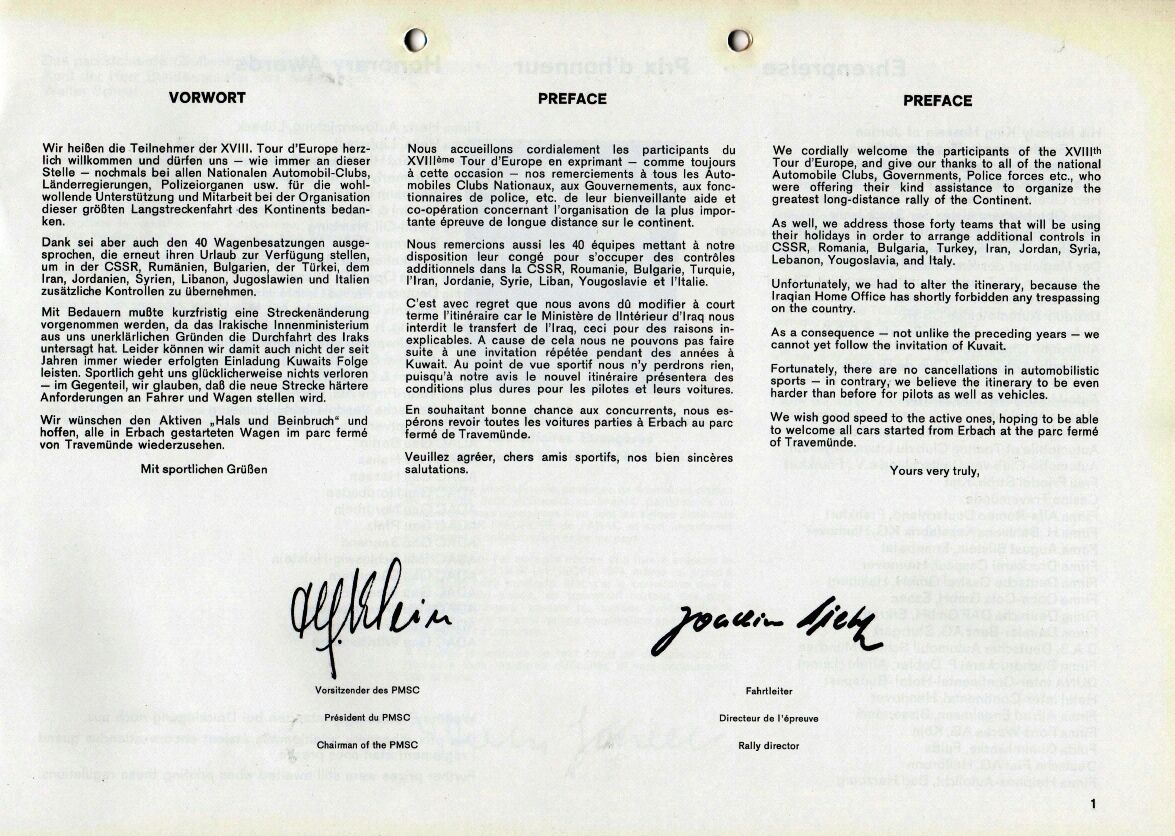 VORWORT
Wir heißen die Teilnehmer der XVIII. Tour d'Europe herz-
lich willkommen und dürfen uns — wie immer an dieser
Stelle — nochmals bei allen Nationalen Automobil-Clubs,
Länderregierungen, Polizeiorganen usw. für die wohl-
wollende Unterstützung und Mitarbeit bei der Organisation
dieser größten Langstreckenfahrt des Kontinents bedan-
ken.
Dank sei aber auch den 40 Wagenbesatzungen ausge-
sprochen, die erneut ihren Urlaub zur Verfügung stellen,
um in der CSSR, Rumänien, Bulgarien, der Türkei, dem
Iran, Jordanien, Syrien, Libanon, Jugoslawien und Italien
zusätzliche Kontrollen zu übernehmen.
Mit Bedauern mußte kurzfristig eine Streckenänderung
vorgenommen werden, da das Irakische Innenministerium
aus uns unerklärlichen Gründen die Durchfahrt des Iraks
untersagt hat. Leider können wir damit auch nicht der seit
Jahren immer wieder erfolgten Einladung Kuwaits Folge
leisten. Sportlich geht uns glücklicherweise nichts verloren
— im Gegenteil, wir glauben, daß die neue Strecke härtere
Anforderungen an Fahrer und Wagen stellen wird.
Wir wünschen den Aktiven „Hals und Beinbruch" und
hoffen, alle in Erbach gestarteten Wagen im parc fermé
von Travemünde wiederzusehen.
Mit sportlichen Grüßen
PREFACE
Nous accueillons cordialement les participants du
XVIIIème Tour d'Europe en exprimant — comme toujours
à cette occasion — nos remerciements à tous les Auto-
mobiles Clubs Nationaux, aux Gouvernements, aux fonc-
tionnaires de police, etc. de leur bienveillante aide et
co-opération concernant l'organisation de la plus impor-
tante épreuve de longue distance sur le continent.
Nous remercions aussi les 40 équipes mettant à notre
disposition leur congé pour s'occuper des contrôles
additionnels dans la CSSR, Roumanie, Bulgarie, Turquie,
l'Iran, Jordanie, Syrie, Liban, Yougoslavie et l'Italie.
C'est avec regret que nous avons dû modifier à court
terme l'itinéraire car le Ministère de lIntérieur d'Iraq nous
interdit le transfert de l'Iraq, ceci pour des raisons in-
explicables. A cause de cela nous ne pouvons pas faire
suite à une invitation répétée pendant des années à
Kuwait. Au point de vue sportif nous n'y perdrons rien,
puisqu'à notre avis le nouvel itinéraire présentera des
conditions plus dures pour les pilotes et leurs voitures.
En souhaitant bonne chance aux concurrents, nous es-
pérons revoir toutes les voitures parties à Erbach au parc
fermé de Travemünde.
Veuillez agréer, chers amis sportifs, nos bien sincères
salutations.
PREFACE
We cordially welcome the participants of the XVIIIth
Tour d'Europe, and give our thanks to all of the national
Automobile Clubs, Governments, Police forces etc., who
were offering their kind assistance to organize the
greatest long-distance rally of the Continent.
As well, we address those forty teams that will be using
their holidays in order to arrange additional controls in
CSSR, Romania, Bulgaria, Turkey, Iran, Jordan, Syria,
Lebanon, Yougoslavia, and Italy.
Unfortunately, we had to alter the itinerary, because the
Iraqian Home Office has shortly forbidden any trespassing
on the country.
As a consequence — not unlike the preceding years — we
cannot yet follow the invitation of Kuvait.
Fortunately, there are no cancellations in automobilistic
sports — in contrary, we believe the itinerary to be even
harder than before for pilots as well as vehicles.
We wish good speed to the active ones, hoping to be able
to welcome all cars started from Erbach at the parc fermé
of Travemünde.
Yours very truly,
Vorsitzender des PMSC
Président du PMSC
Chairman of the PMSC
Joachim
Fahrtleiter
Directeur de l'épreuve
Rally director
1